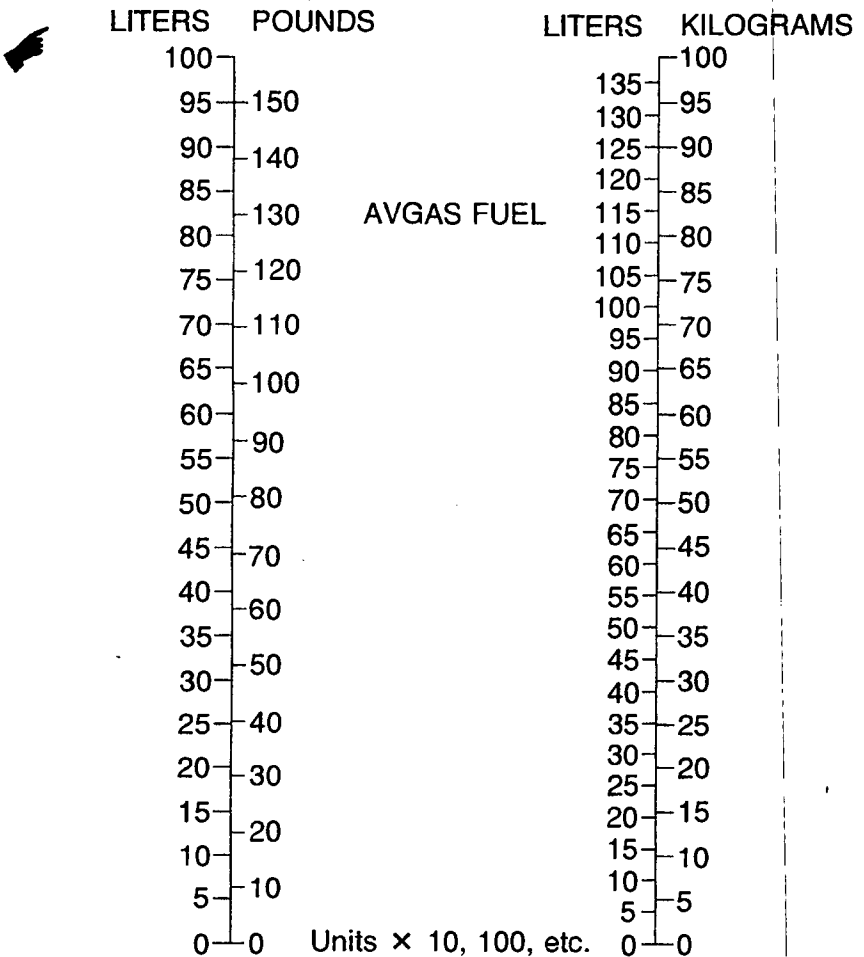 LITERS POUNDS LITERS KILOGRAMS
100 100
135
95 150 95
130
90 125 90
140
120
85 85
130 AVGAS FUEL 115
80 110 80
120 105
75 75
100
70 110 70
95
65 90 65
100
85
60 60
90 80
55 55
75
50 80 70 50
65
45 70 45
60
40 55 40
60
50
35 35
50 45
30 30
40
25 40 35 25
30
20 30 20
25
15 20 15
20
15
10 10
10
5 10 5
5
0 0 Units × 10, 100, etc. 0 0